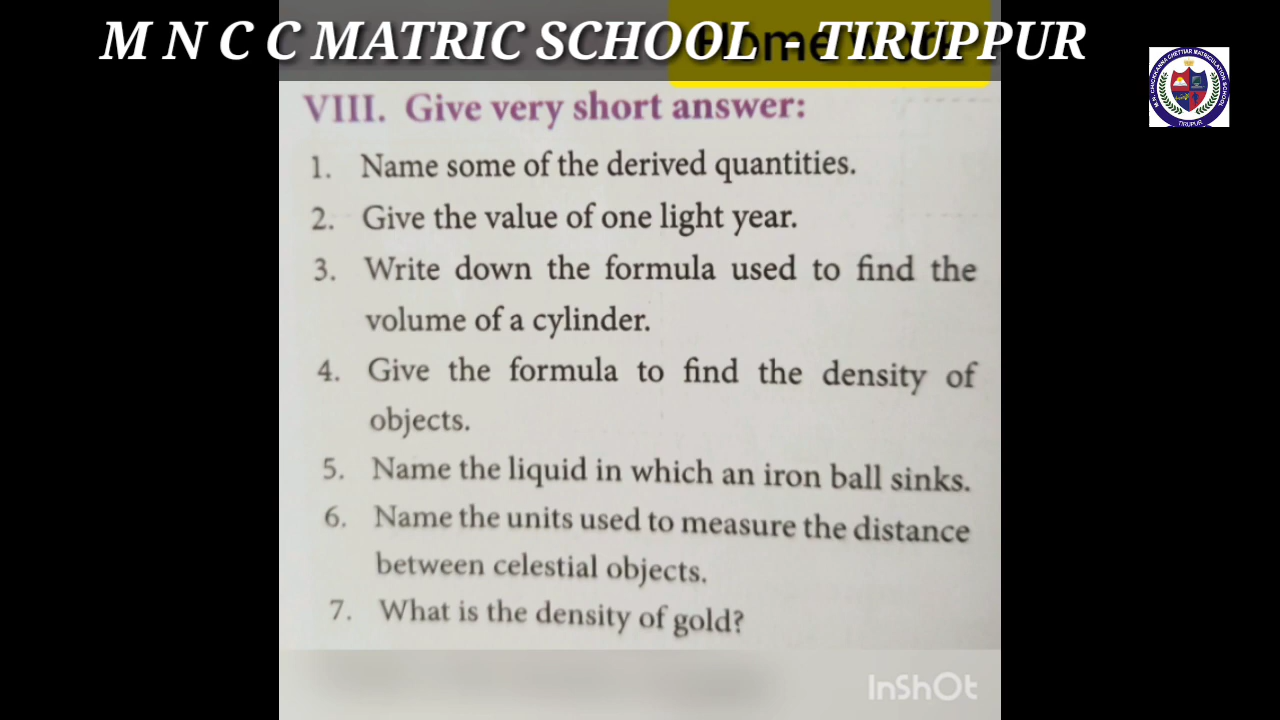 M N C C MATRIC SCHOOL - TIRUPPUR
VIII. Give very short answer:
1. Name some of the derived quantities.
2. Give the value of one light year.
3. Write down the formula used to find the
volume of a cylinder.
4. Give the formula to find the density of
objects.
5. Name the liquid in which an iron ball sinks.
6. Name the units used to measure the distance
between celestial objects.
7. What is the density of gold?
InShOt